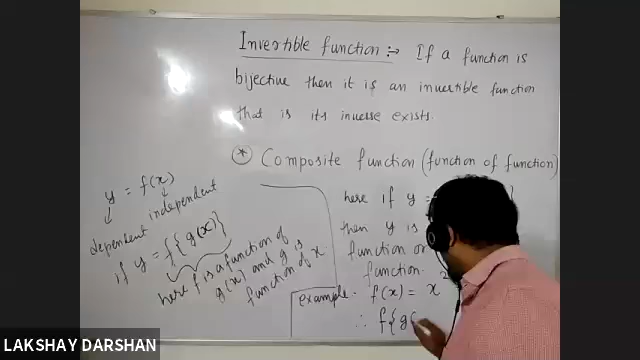 Invertible function :- If a function is
bijective then it is an invertible function
that is its inverse exists.
* Composite function (function of function)
y = f(x)
dependent independent
if y = f{g(x)}
here f is a function of
g(x) and g is
function of x
here if y =
then y is
function or
function.
example. f(x) = x
∴ f{g(
LAKSHAY DARSHAN